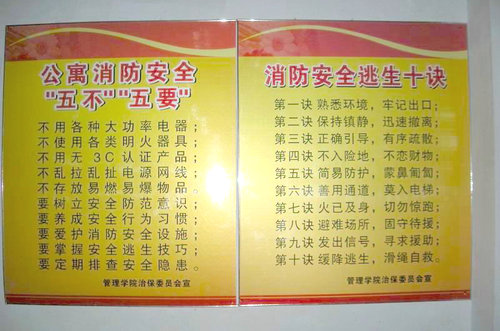 公寓消防安全
"五不""五要"
不用各种大功率电器；
不使用各类明火器具；
不用无3C认证产品；
不乱拉乱扯电源网线；
不存放易燃易爆物品；
要树立安全防范意识；
要养成安全行为习惯；
要爱护消防安全设施；
要掌握安全逃生技巧；
要定期排查安全隐患。
管理学院治保委员会宣
消防安全逃生十诀
第一诀 熟悉环境，牢记出口；
第二诀 保持镇静，迅速撤离；
第三诀 正确引导，有序疏散；
第四诀 不入险地，不恋财物；
第五诀 简易防护，蒙鼻匍匐；
第六诀 善用通道，莫入电梯；
第七诀 火已及身，切勿惊跑；
第八诀 避难场所，固守待援；
第九诀 发出信号，寻求援助；
第十诀 缓降逃生，滑绳自救。
管理学院治保委员会宣